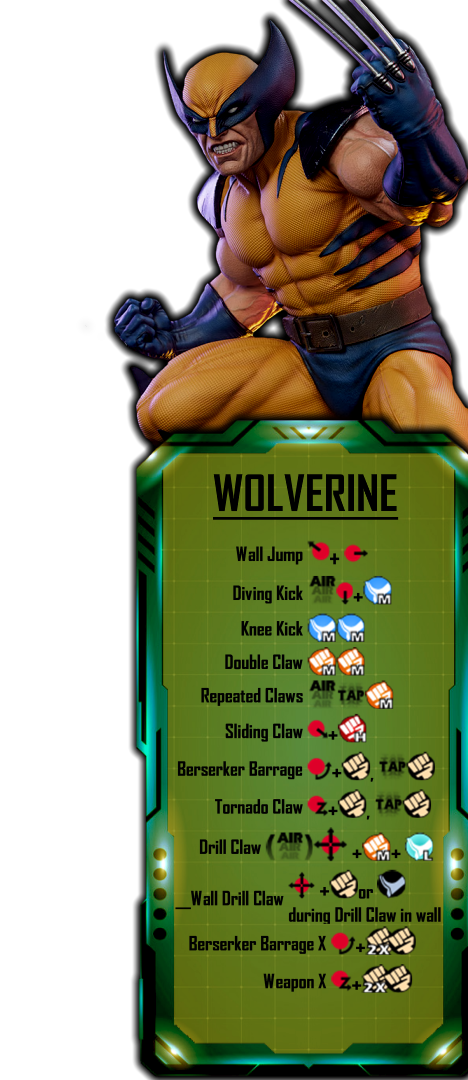 WOLVERINE
Wall Jump +
Diving Kick AIR + M
Knee Kick M M
Double Claw M M
Repeated Claws AIR TAP M
Sliding Claw + H
Berserker Barrage + , TAP
Tornado Claw Z + , TAP
Drill Claw (AIR) + M + L
__Wall Drill Claw + or
during Drill Claw in wall
Berserker Barrage X + 2X
Weapon X Z + 2X